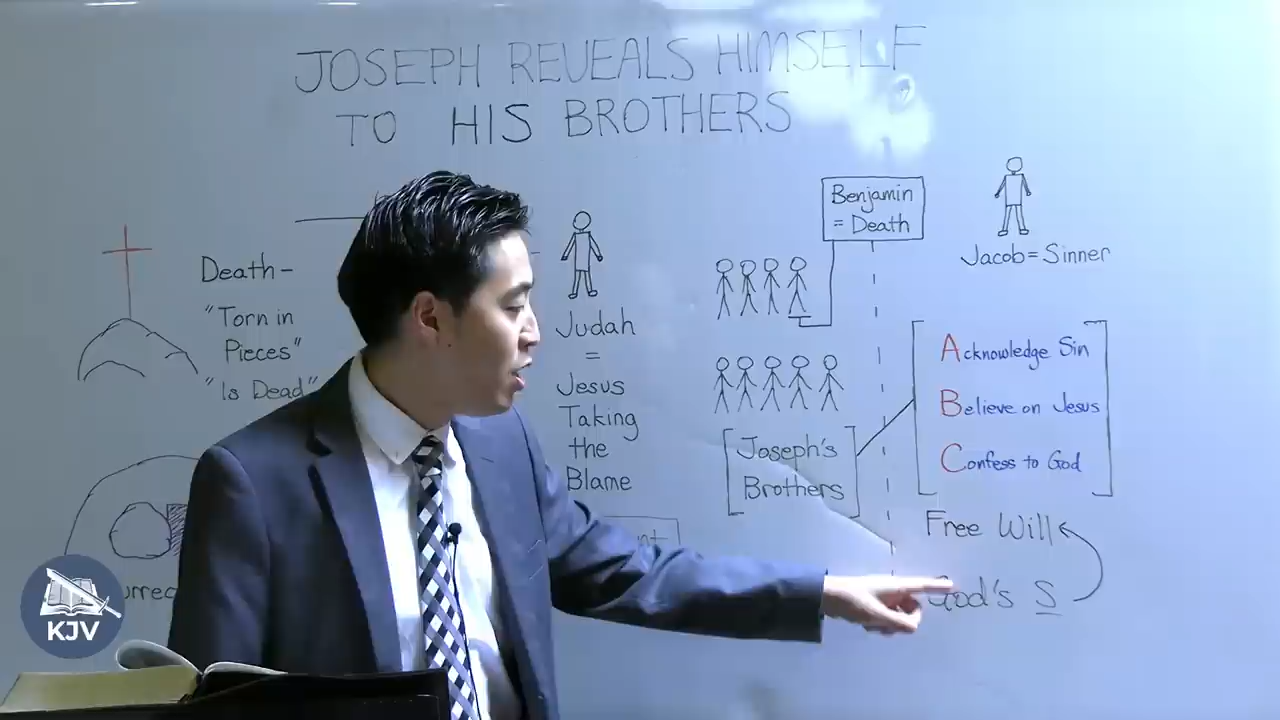 JOSEPH REVEALS HIMSELF
TO HIS BROTHERS
Death-
"Torn in
Pieces"
"Is Dead"
Judah
=
Jesus
Taking
the
Blame
Benjamin
= Death
Jacob=Sinner
Joseph's
Brothers
Acknowledge Sin
Believe on Jesus
Confess to God
Free Will
God's S
KJV